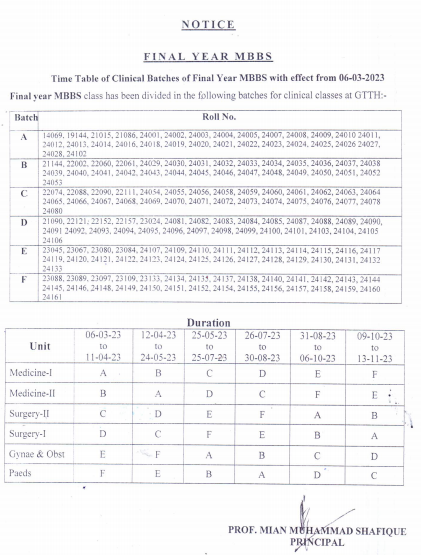 NOTICE
FINAL YEAR MBBS
Time Table of Clinical Batches of Final Year MBBS with effect from 06-03-2023
Final year MBBS class has been divided in the following batches for clinical classes at GTTH:-
Batch Roll No.
A 14069, 19144, 21015, 21086, 24001, 24002, 24003, 24004, 24005, 24007, 24008, 24009, 24010 24011,
24012, 24013, 24014, 24016, 24018, 24019, 24020, 24021, 24022, 24023, 24024, 24025, 24026 24027,
24028, 24102
B 21144, 22002, 22060, 22061, 24029, 24030, 24031, 24032, 24033, 24034, 24035, 24036, 24037, 24038
24039, 24040, 24041, 24042, 24043, 24044, 24045, 24046, 24047, 24048, 24049, 24050, 24051, 24052
24053
C 22074, 22088, 22090, 22111, 24054, 24055, 24056, 24058, 24059, 24060, 24061, 24062, 24063, 24064
24065, 24066, 24067, 24068, 24069, 24070, 24071, 24072, 24073, 24074, 24075, 24076, 24077, 24078
24080
D 21090, 22121, 22152, 22157, 23024, 24081, 24082, 24083, 24084, 24085, 24087, 24088, 24089, 24090,
24091 24092, 24093, 24094, 24095, 24096, 24097, 24098, 24099, 24100, 24101, 24103, 24104, 24105
24106
E 23045, 23067, 23080, 23084, 24107, 24109, 24110, 24111, 24112, 24113, 24114, 24115, 24116, 24117
24119, 24120, 24121, 24122, 24123, 24124, 24125, 24126, 24127, 24128, 24129, 24130, 24131, 24132
24133
F 23088, 23089, 23097, 23109, 23133, 24134, 24135, 24137, 24138, 24140, 24141, 24142, 24143, 24144
24145, 24146, 24148, 24149, 24150, 24151, 24152, 24154, 24155, 24156, 24157, 24158, 24159, 24160
24161
Duration
Unit 06-03-23 to 11-04-23 12-04-23 to 24-05-23 25-05-23 to 25-07-23 26-07-23 to 30-08-23 31-08-23 to 06-10-23 09-10-23 to 13-11-23
Medicine-I A B C D E F
Medicine-II B A D C F E
Surgery-II C D E F A B
Surgery-I D C F E B A
Gynae & Obst E F A B C D
Paeds F E B A D C
PROF. MIAN MUHAMMAD SHAFIQUE
PRINCIPAL